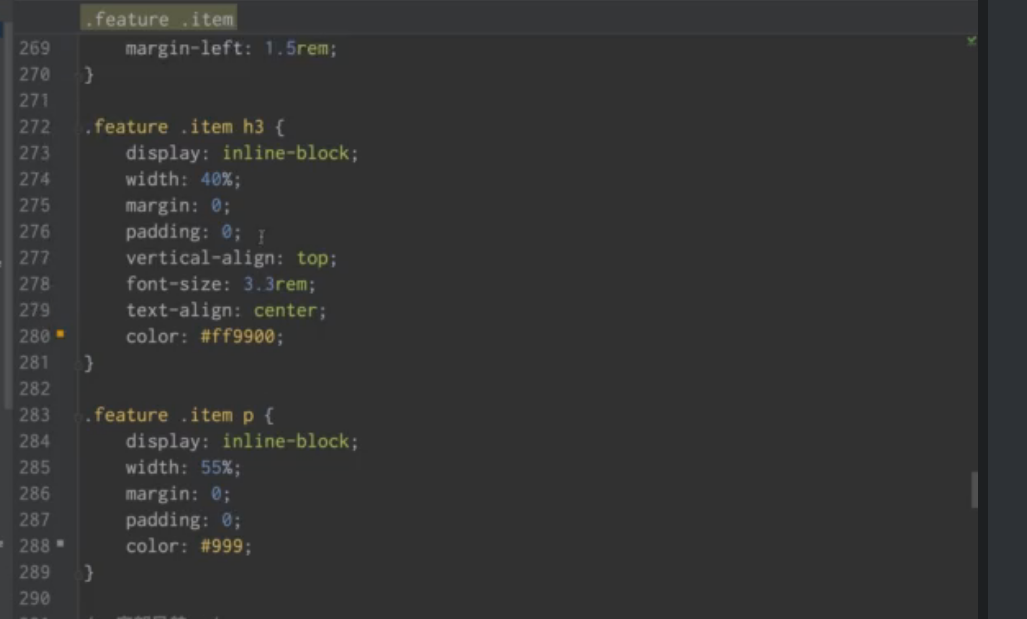 .feature .item
269 margin-left: 1.5rem;
270 }
271
272 .feature .item h3 {
273 display: inline-block;
274 width: 40%;
275 margin: 0;
276 padding: 0;
277 vertical-align: top;
278 font-size: 3.3rem;
279 text-align: center;
280 color: #ff9900;
281 }
282
283 .feature .item p {
284 display: inline-block;
285 width: 55%;
286 margin: 0;
287 padding: 0;
288 color: #999;
289 }
290